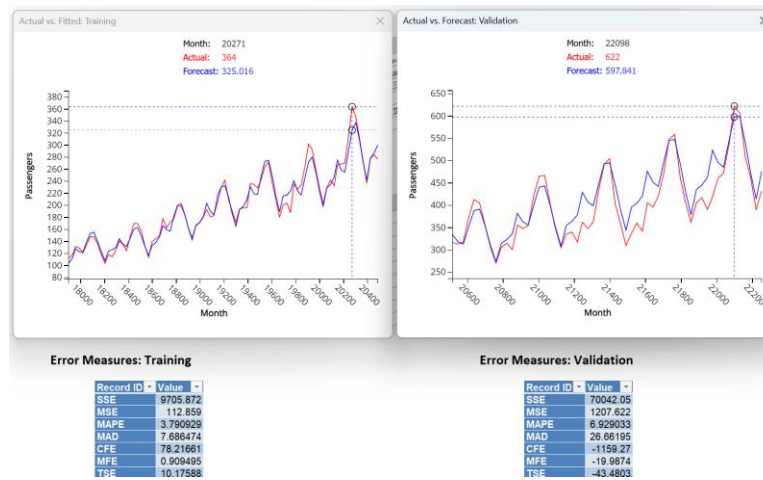 Actual vs. Fitted: Training
Month: 20271
Actual: 364
Forecast: 325.016
380
360
340
320
300
280
260
240
220
200
180
160
140
120
100
80
Passengers
18000
18200
18400
18600
18800
19000
19200
19400
19600
19800
20000
20200
20400
Month
Actual vs. Forecast: Validation
Month: 22098
Actual: 622
Forecast: 597.841
650
600
550
500
450
400
350
300
250
Passengers
20600
20800
21000
21200
21400
21600
21800
22000
22200
Month
Error Measures: Training
Record ID Value
SSE 9705.872
MSE 112.859
MAPE 3.790929
MAD 7.686474
CFE 78.21661
MFE 0.909495
TSE 10.17588
Error Measures: Validation
Record ID Value
SSE 70042.05
MSE 1207.622
MAPE 6.929033
MAD 26.66195
CFE -1159.27
MFE -19.9874
TSE -43.4803